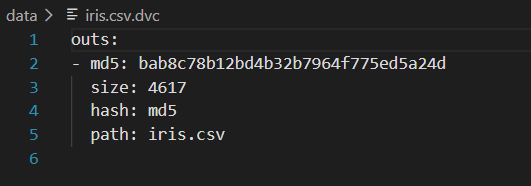 data > iris.csv.dvc
1 outs:
2 - md5: bab8c78b12bd4b32b7964f775ed5a24d
3 size: 4617
4 hash: md5
5 path: iris.csv
6